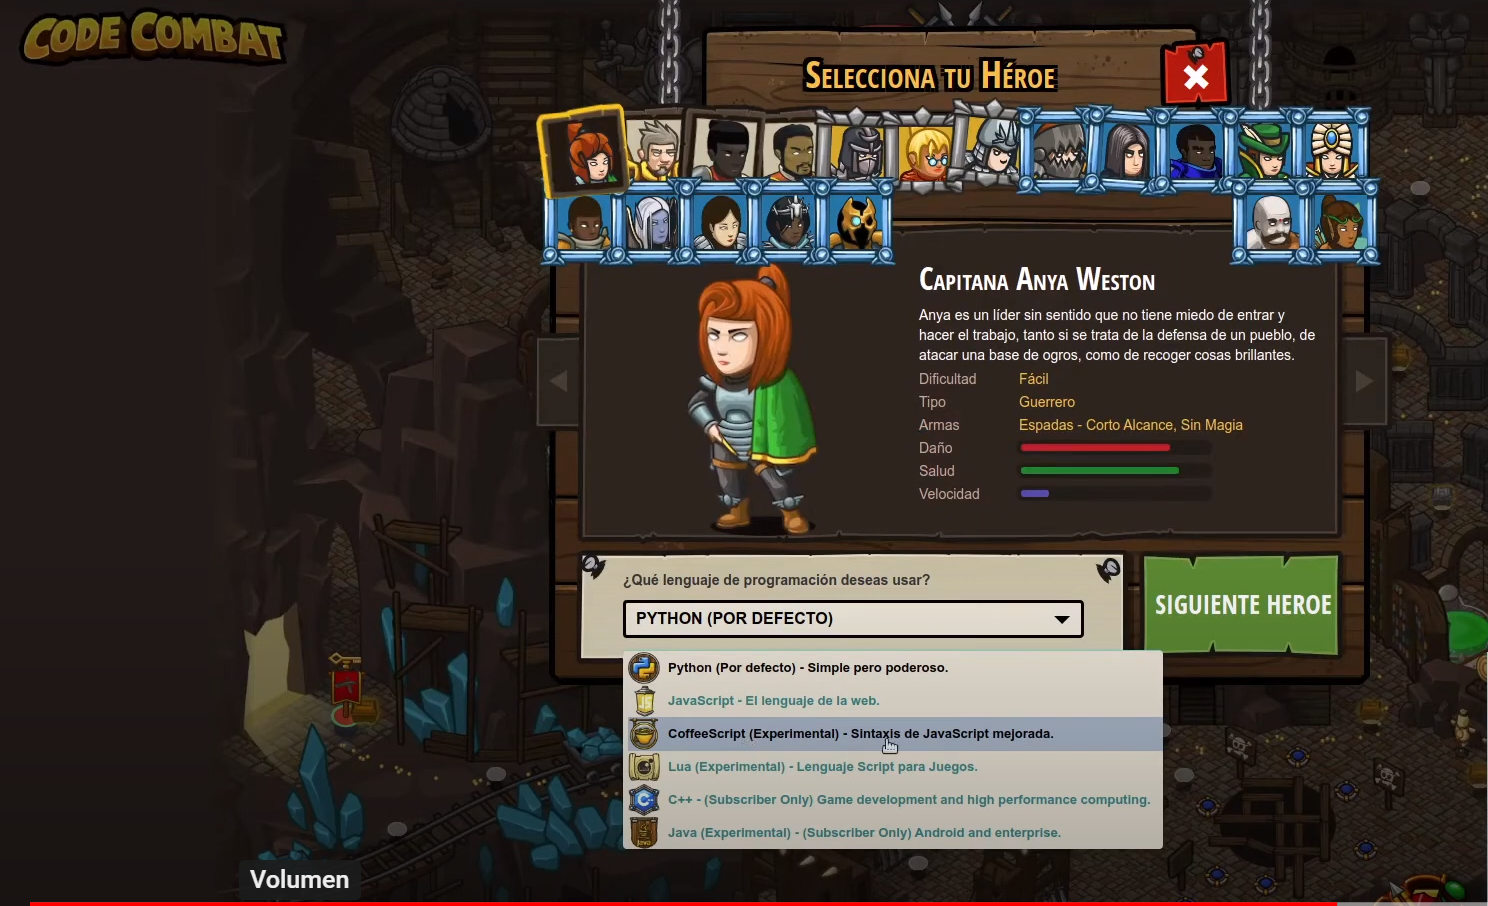 CODE COMBAT
SELECCIONA TU HÉROE
CAPITANA ANYA WESTON
Anya es un líder sin sentido que no tiene miedo de entrar y
hacer el trabajo, tanto si se trata de la defensa de un pueblo, de
atacar una base de ogros, como de recoger cosas brillantes.
Dificultad Fácil
Tipo Guerrero
Armas Espadas - Corto Alcance, Sin Magia
Daño
Salud
Velocidad
¿Qué lenguaje de programación deseas usar?
PYTHON (POR DEFECTO)
SIGUIENTE HEROE
Python (Por defecto) - Simple pero poderoso.
JavaScript - El lenguaje de la web.
CoffeeScript (Experimental) - Sintaxis de JavaScript mejorada.
Lua (Experimental) - Lenguaje Script para Juegos.
C++ - (Subscriber Only) Game development and high performance computing.
Java (Experimental) - (Subscriber Only) Android and enterprise.
Volumen